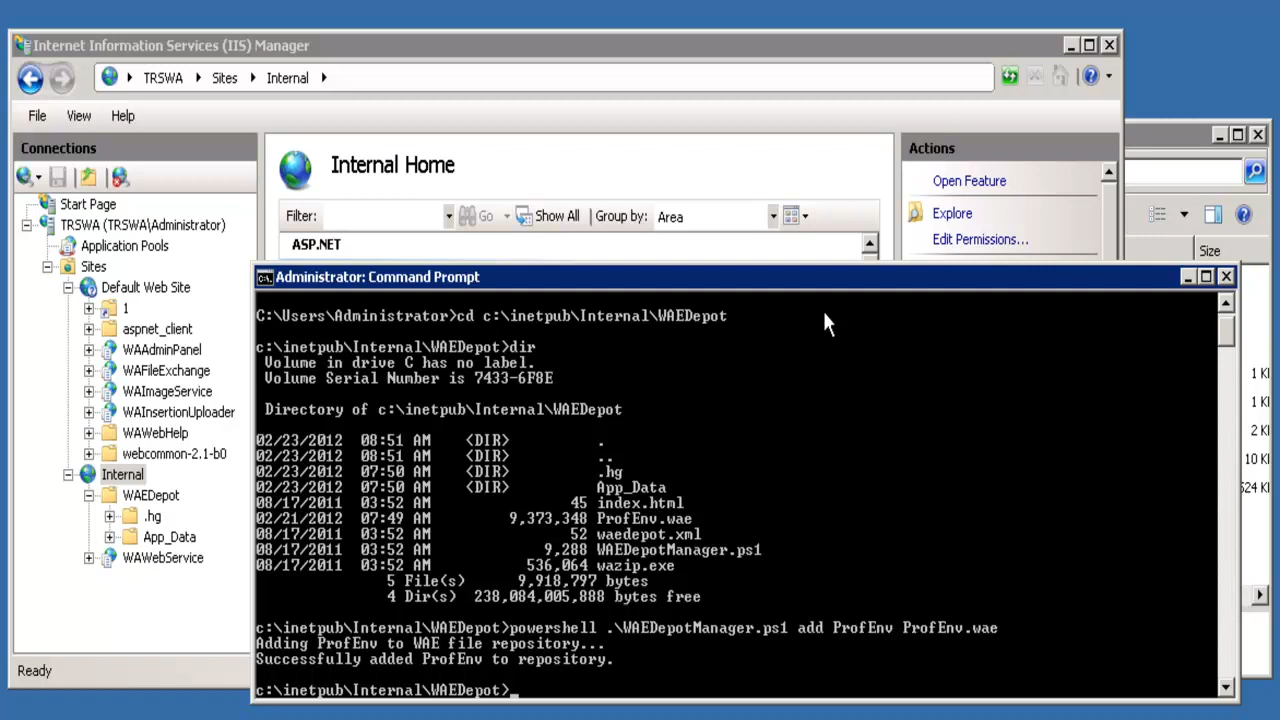 Internet Information Services (IIS) Manager
TRSWA Sites Internal
File View Help
Connections
Start Page
TRSWA (TRSWA\Administrator)
Application Pools
Sites
Default Web Site
1
aspnet_client
WAAdminPanel
WAFileExchange
WAImageService
WAInsertionUploader
WAWebHelp
webcommon-2.1-b0
Internal
WAEDepot
.hg
App_Data
WAWebService
Ready
Internal Home
Filter: Go Show All Group by: Area
ASP.NET
Actions
Open Feature
Explore
Edit Permissions...
Size
1 KI
1 KI
2 KI
10 KI
524 KI
Administrator: Command Prompt
C:\Users\Administrator>cd c:\inetpub\Internal\WAEDepot
c:\inetpub\Internal\WAEDepot>dir
Volume in drive C has no label.
Volume Serial Number is 7433-6F8E
Directory of c:\inetpub\Internal\WAEDepot
02/23/2012 08:51 AM <DIR> .
02/23/2012 08:51 AM <DIR> ..
02/23/2012 07:50 AM <DIR> .hg
02/23/2012 07:50 AM <DIR> App_Data
08/17/2011 03:52 AM 45 index.html
02/21/2012 07:49 AM 9,373,348 ProfEnv.wae
08/17/2011 03:52 AM 52 waedepot.xml
08/17/2011 03:52 AM 9,288 WAEDepotManager.ps1
08/17/2011 03:52 AM 536,064 wazip.exe
5 File(s) 9,918,797 bytes
4 Dir(s) 238,084,005,888 bytes free
c:\inetpub\Internal\WAEDepot>powershell .\WAEDepotManager.ps1 add ProfEnv ProfEnv.wae
Adding ProfEnv to WAE file repository...
Successfully added ProfEnv to repository.
c:\inetpub\Internal\WAEDepot>_